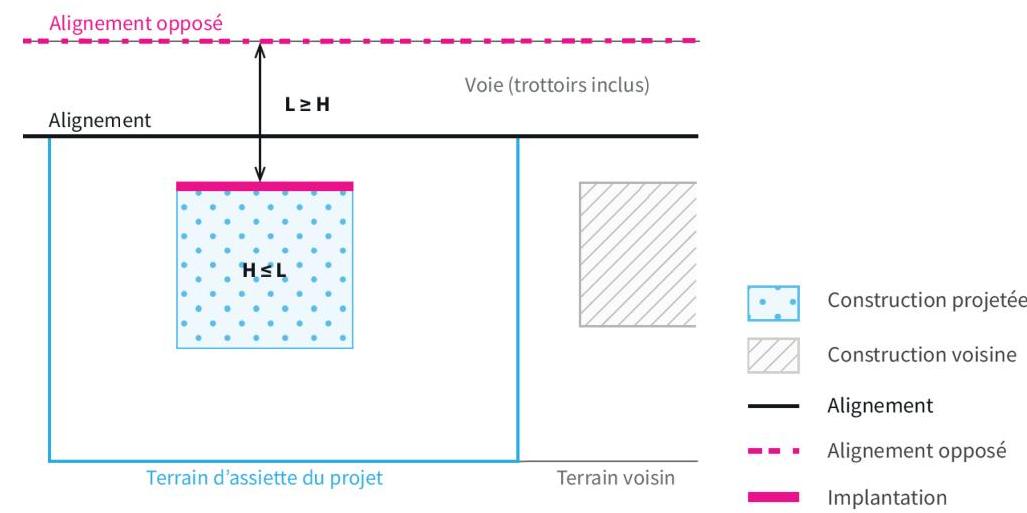 Alignement opposé
Voie (trottoirs inclus)
L ≥ H
Alignement
H ≤ L
Terrain d'assiette du projet
Terrain voisin
Construction projetée
Construction voisine
Alignement
Alignement opposé
Implantation